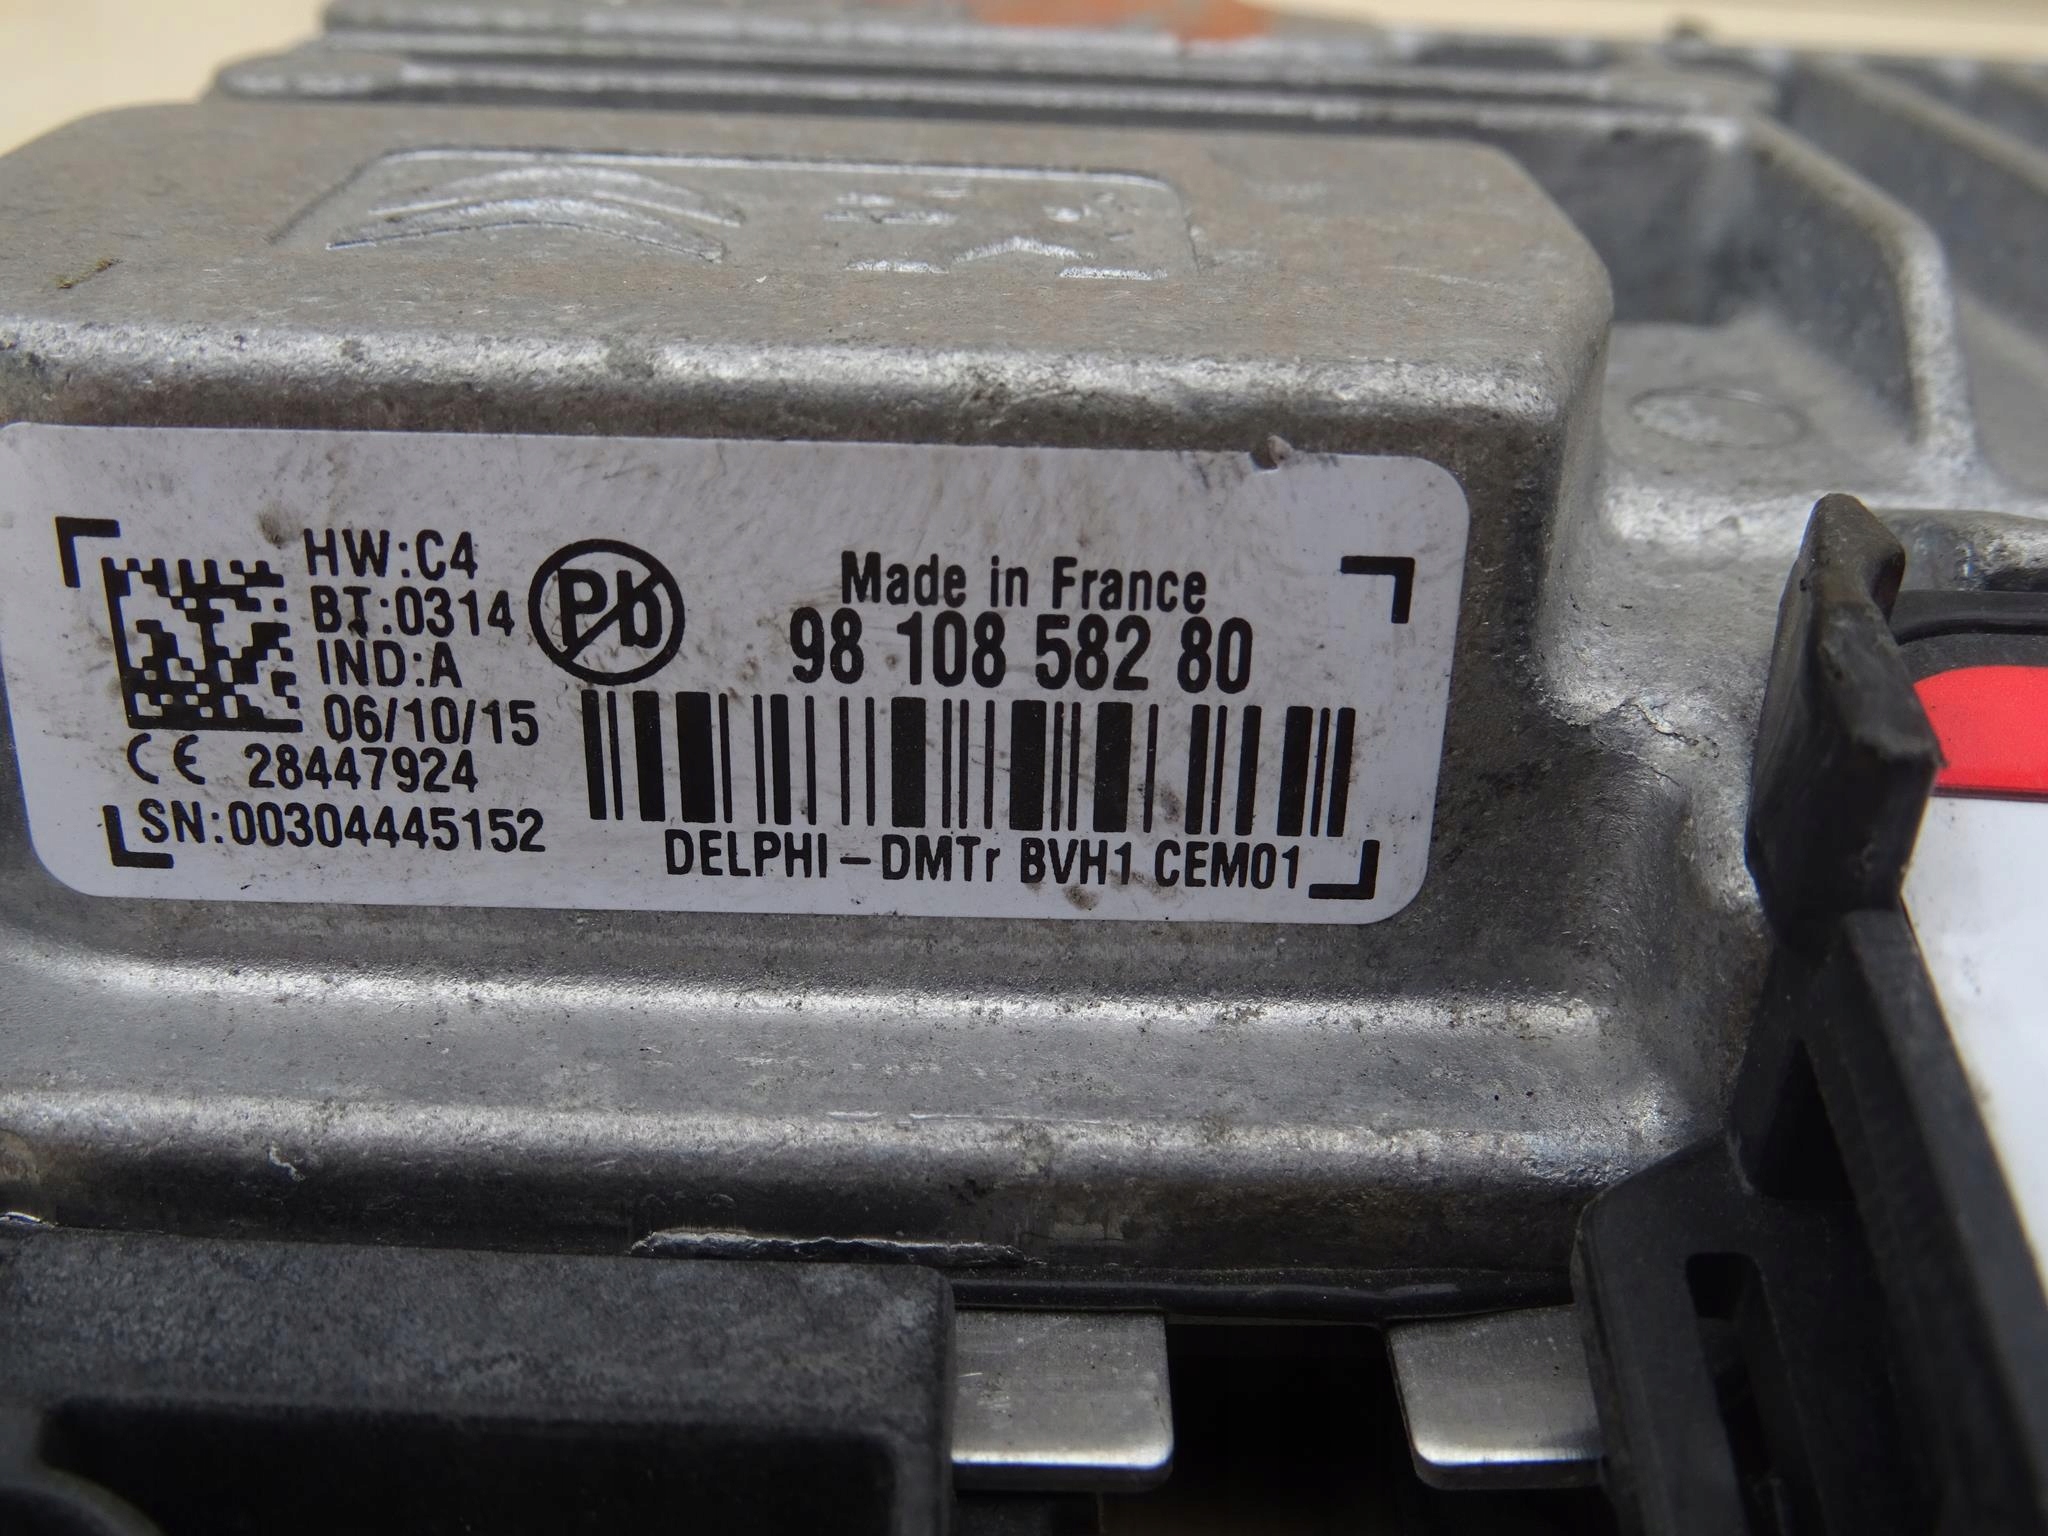 HW:C4
BT:0314
IND:A
06/10/15
CE 28447924
SN:00304445152
Pb
Made in France
98 108 582 80
DELPHI-DMTr BVH1 CEM01